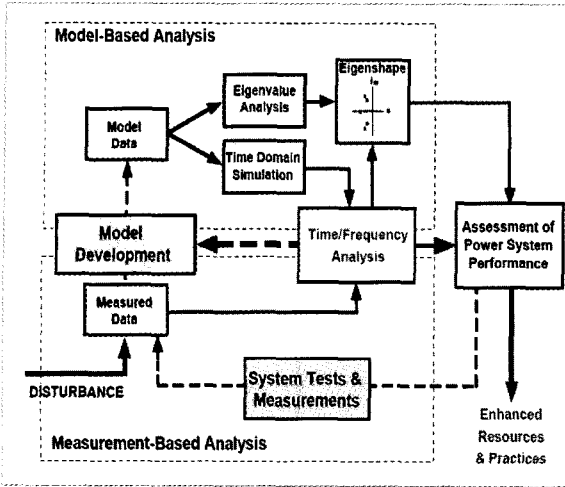 Model-Based Analysis
Eigenshape
Eigenvalue
Analysis
Model
Data
Time Domain
Simulation
Model
Development
Time/Frequency
Analysis
Assessment of
Power System
Performance
Measured
Data
DISTURBANCE
System Tests &
Measurements
Enhanced
Resources
& Practices
Measurement-Based Analysis